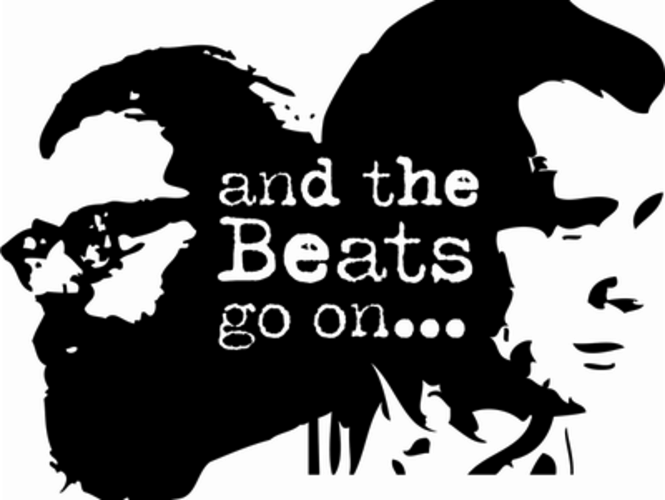 and the
Beats
go on...